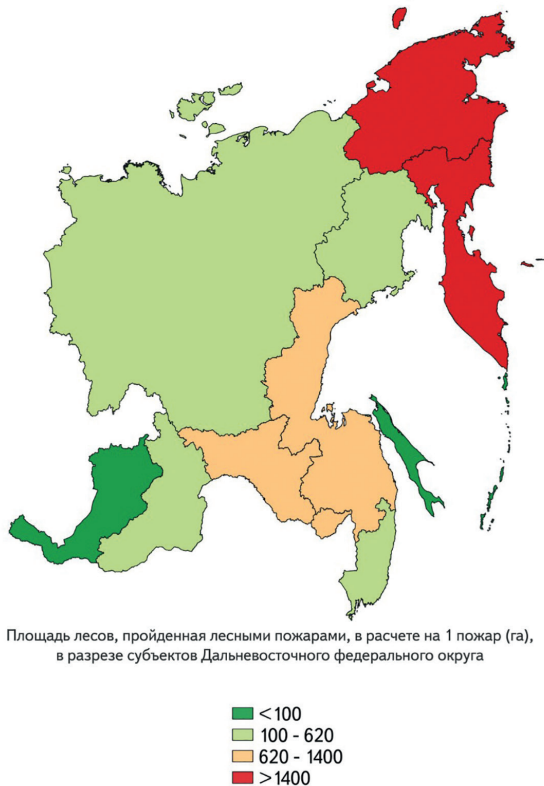 Площадь лесов, пройденная лесными пожарами, в расчете на 1 пожар (га),
в разрезе субъектов Дальневосточного федерального округа
<100
100 - 620
620 - 1400
>1400